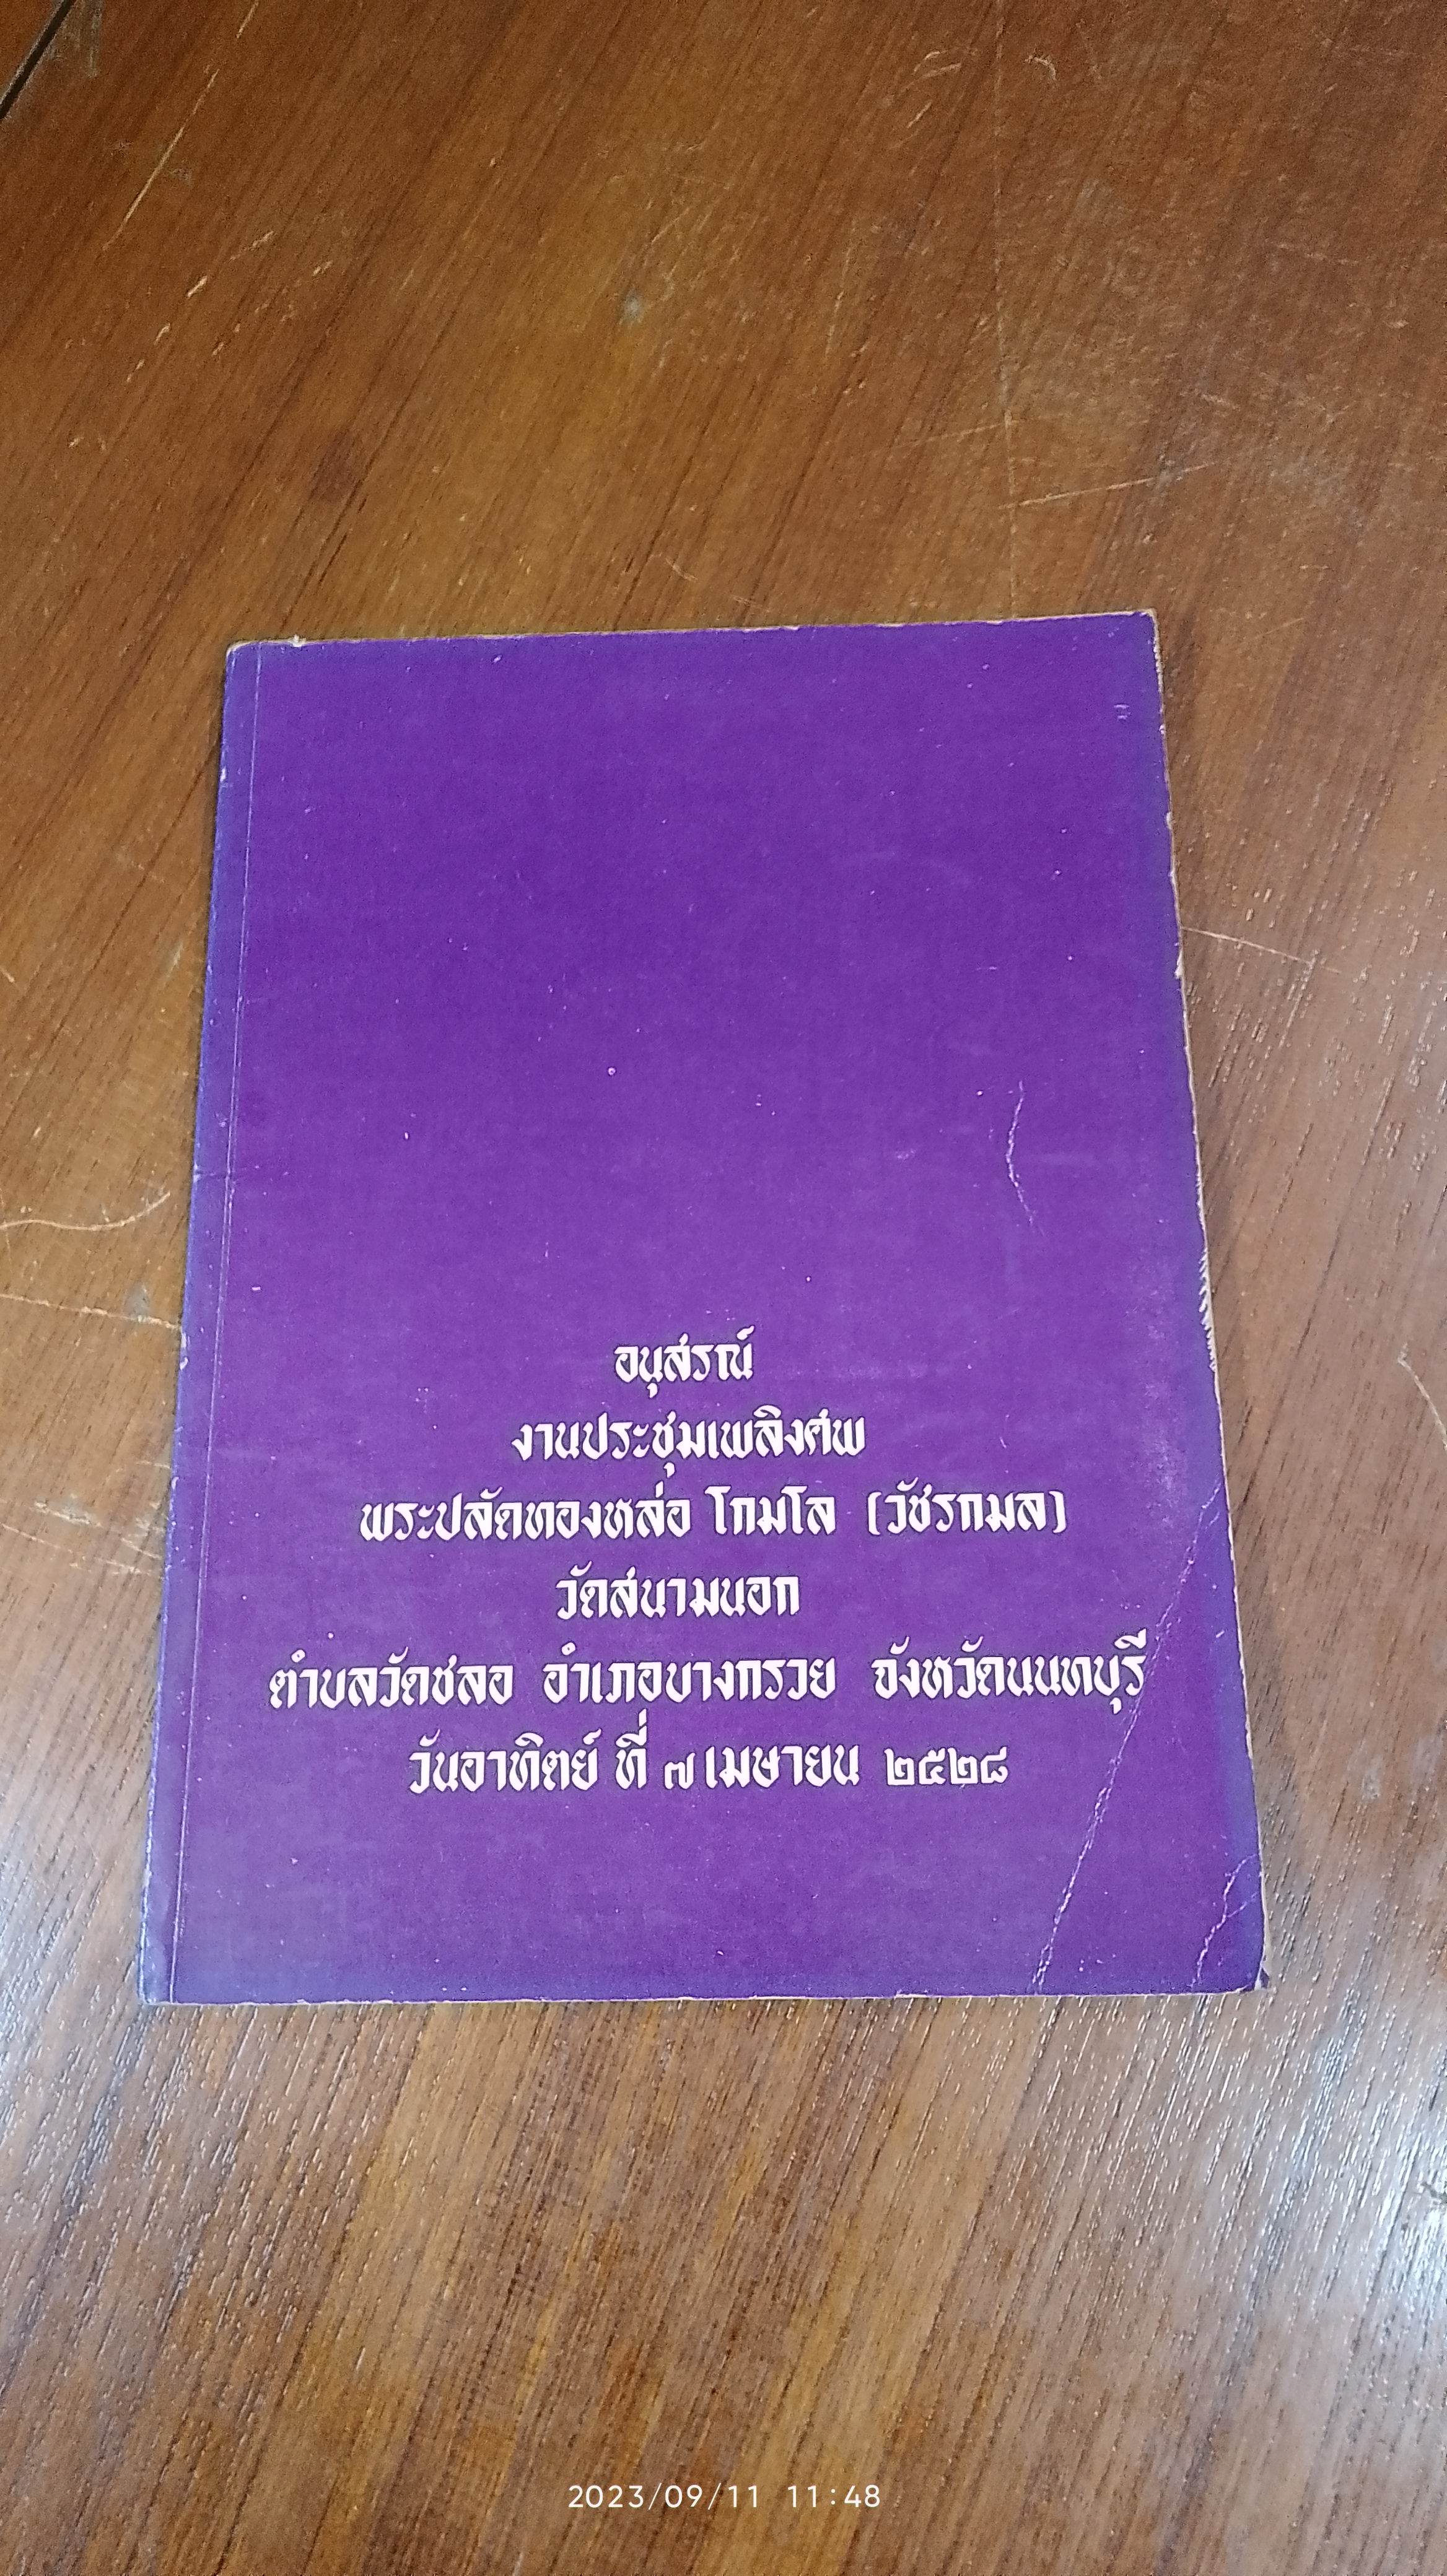 อนุสรณ์
งานประชุมเพลิงศพ
พระปลัดทองหล่อ โกมโล (วัชรกมล)
วัดสนามนอก
ตำบลวัดชลอ อำเภอบางกรวย จังหวัดนนทบุรี
วันอาทิตย์ ที่ ๗ เมษายน ๒๕๒๘
2023/09/11 11:48